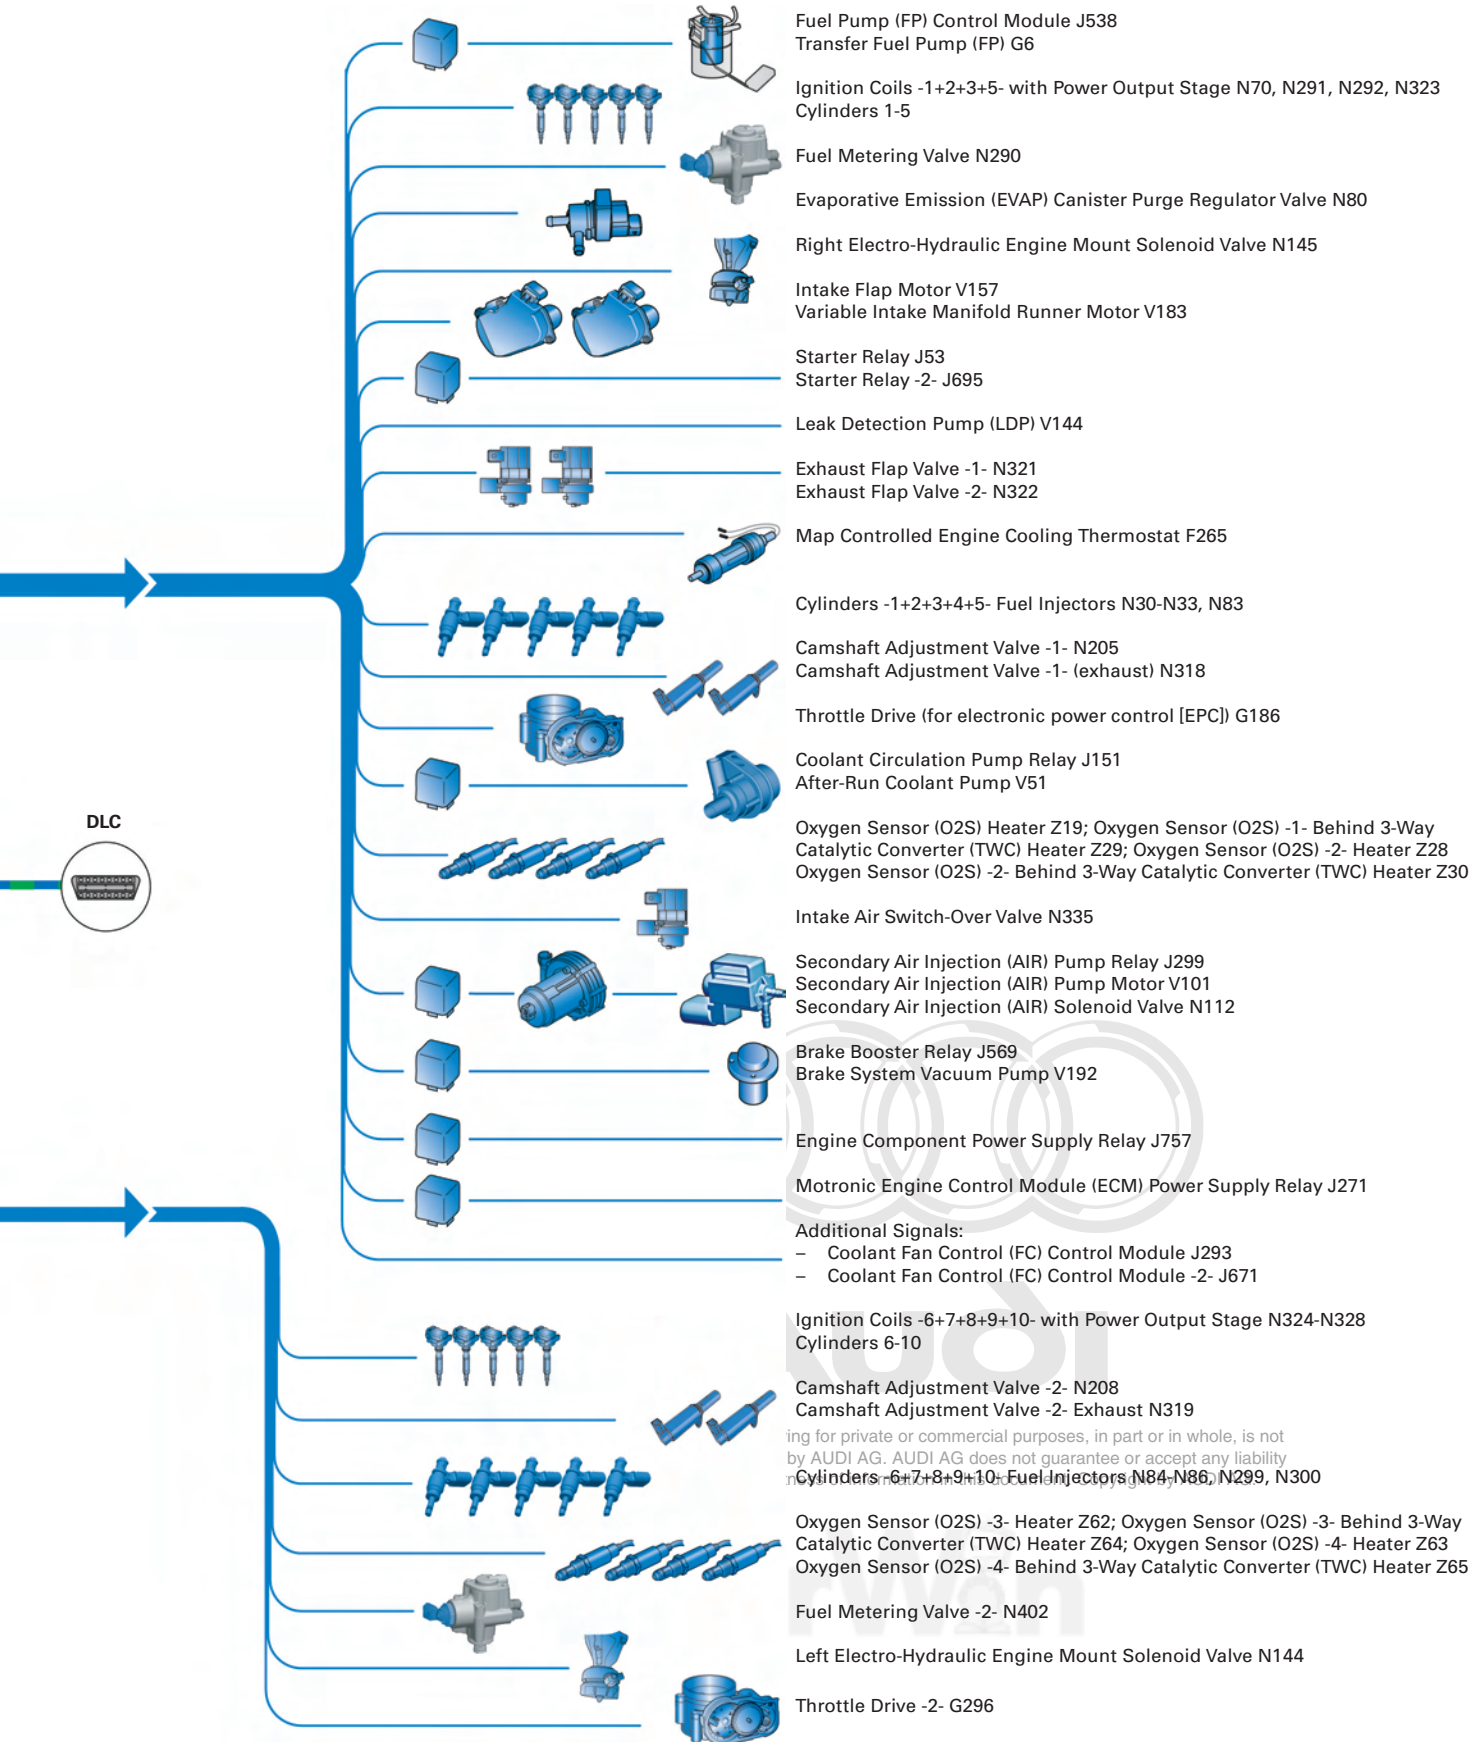 Fuel Pump (FP) Control Module J538
Transfer Fuel Pump (FP) G6
Ignition Coils -1+2+3+5- with Power Output Stage N70, N291, N292, N323
Cylinders 1-5
Fuel Metering Valve N290
Evaporative Emission (EVAP) Canister Purge Regulator Valve N80
Right Electro-Hydraulic Engine Mount Solenoid Valve N145
Intake Flap Motor V157
Variable Intake Manifold Runner Motor V183
Starter Relay J53
Starter Relay -2- J695
Leak Detection Pump (LDP) V144
Exhaust Flap Valve -1- N321
Exhaust Flap Valve -2- N322
Map Controlled Engine Cooling Thermostat F265
Cylinders -1+2+3+4+5- Fuel Injectors N30-N33, N83
Camshaft Adjustment Valve -1- N205
Camshaft Adjustment Valve -1- (exhaust) N318
Throttle Drive (for electronic power control [EPC]) G186
Coolant Circulation Pump Relay J151
After-Run Coolant Pump V51
DLC
Oxygen Sensor (O2S) Heater Z19; Oxygen Sensor (O2S) -1- Behind 3-Way
Catalytic Converter (TWC) Heater Z29; Oxygen Sensor (O2S) -2- Heater Z28
Oxygen Sensor (O2S) -2- Behind 3-Way Catalytic Converter (TWC) Heater Z30
Intake Air Switch-Over Valve N335
Secondary Air Injection (AIR) Pump Relay J299
Secondary Air Injection (AIR) Pump Motor V101
Secondary Air Injection (AIR) Solenoid Valve N112
Brake Booster Relay J569
Brake System Vacuum Pump V192
Engine Component Power Supply Relay J757
Motronic Engine Control Module (ECM) Power Supply Relay J271
Additional Signals:
– Coolant Fan Control (FC) Control Module J293
– Coolant Fan Control (FC) Control Module -2- J671
Ignition Coils -6+7+8+9+10- with Power Output Stage N324-N328
Cylinders 6-10
Camshaft Adjustment Valve -2- N208
Camshaft Adjustment Valve -2- Exhaust N319
ing for private or commercial purposes, in part or in whole, is not
by AUDI AG. AUDI AG does not guarantee or accept any liability
Cylinders -6+7+8+9+10- Fuel Injectors N84-N86, N299, N300
Oxygen Sensor (O2S) -3- Heater Z62; Oxygen Sensor (O2S) -3- Behind 3-Way
Catalytic Converter (TWC) Heater Z64; Oxygen Sensor (O2S) -4- Heater Z63
Oxygen Sensor (O2S) -4- Behind 3-Way Catalytic Converter (TWC) Heater Z65
Fuel Metering Valve -2- N402
Left Electro-Hydraulic Engine Mount Solenoid Valve N144
Throttle Drive -2- G296